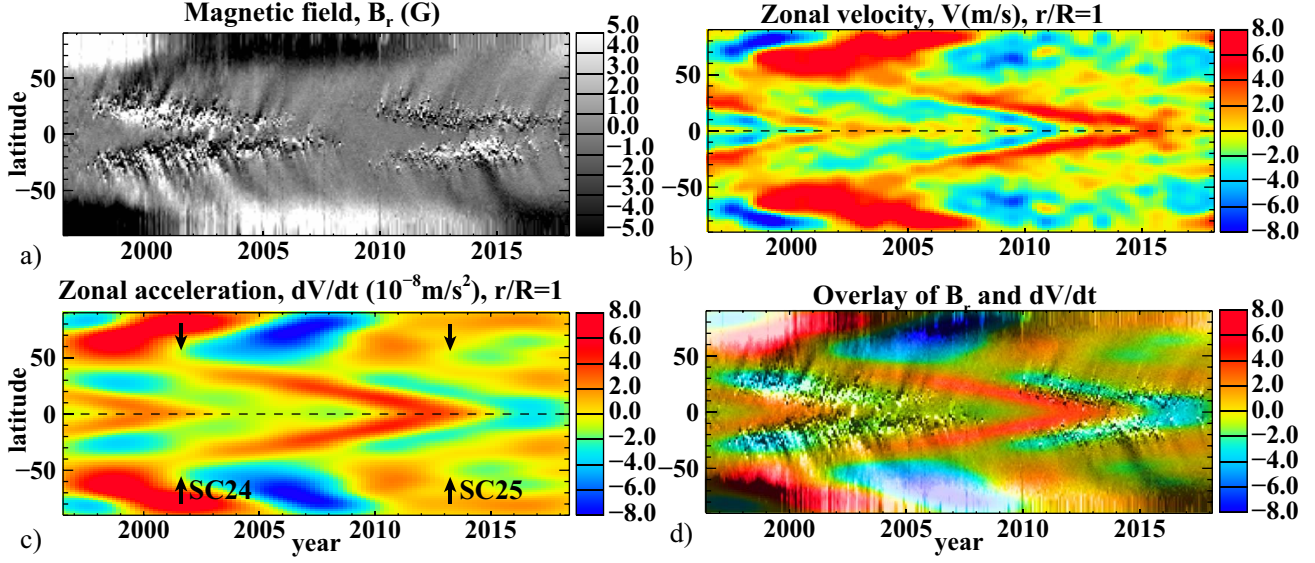 Magnetic field, B_r (G)
latitude
50
0
−50
2000 2005 2010 2015
5.0
4.0
3.0
2.0
1.0
0.0
−1.0
−2.0
−3.0
−4.0
−5.0
a)
Zonal velocity, V(m/s), r/R=1
50
0
−50
2000 2005 2010 2015
8.0
6.0
4.0
2.0
0.0
−2.0
−4.0
−6.0
−8.0
b)
Zonal acceleration, dV/dt (10⁻⁸m/s²), r/R=1
latitude
50
0
−50
SC24 SC25
2000 2005 2010 2015
year
8.0
6.0
4.0
2.0
0.0
−2.0
−4.0
−6.0
−8.0
c)
Overlay of B_r and dV/dt
50
0
−50
2000 2005 2010 2015
year
8.0
6.0
4.0
2.0
0.0
−2.0
−4.0
−6.0
−8.0
d)